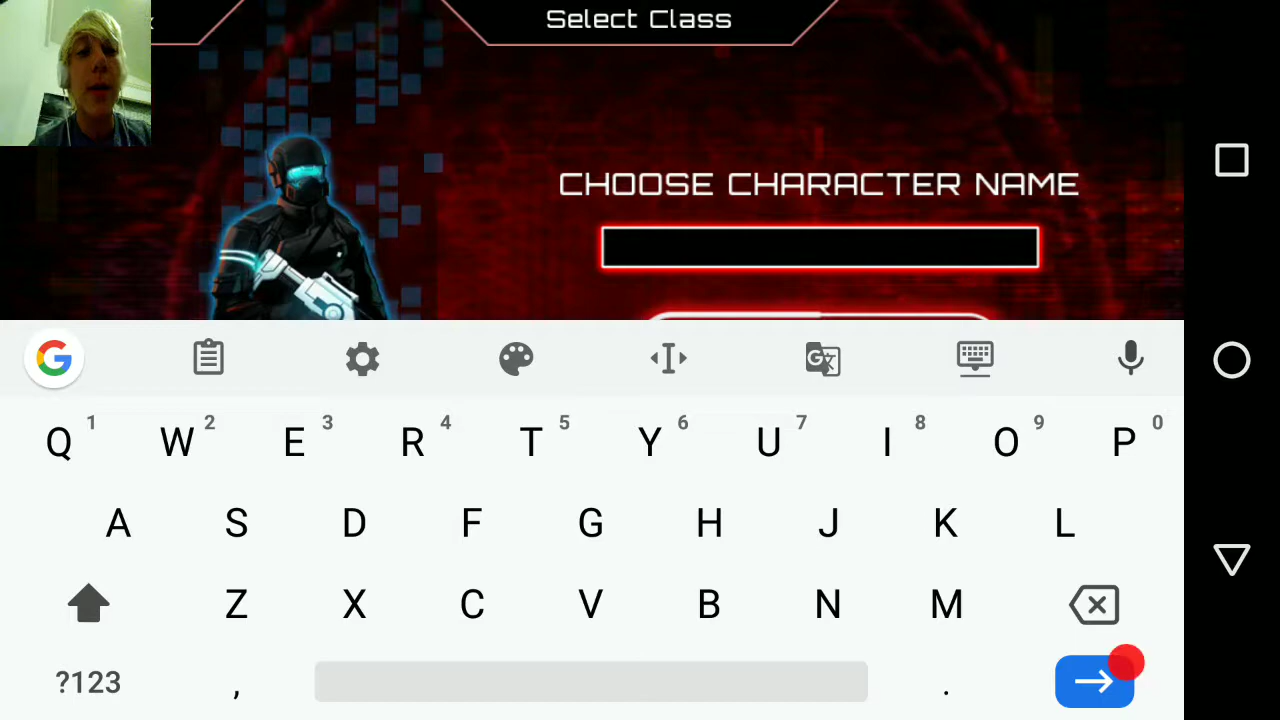 Select Class
CHOOSE CHARACTER NAME
Q 1 W 2 E 3 R 4 T 5 Y 6 U 7 I 8 O 9 P 0
A S D F G H J K L
Z X C V B N M
?123 , .